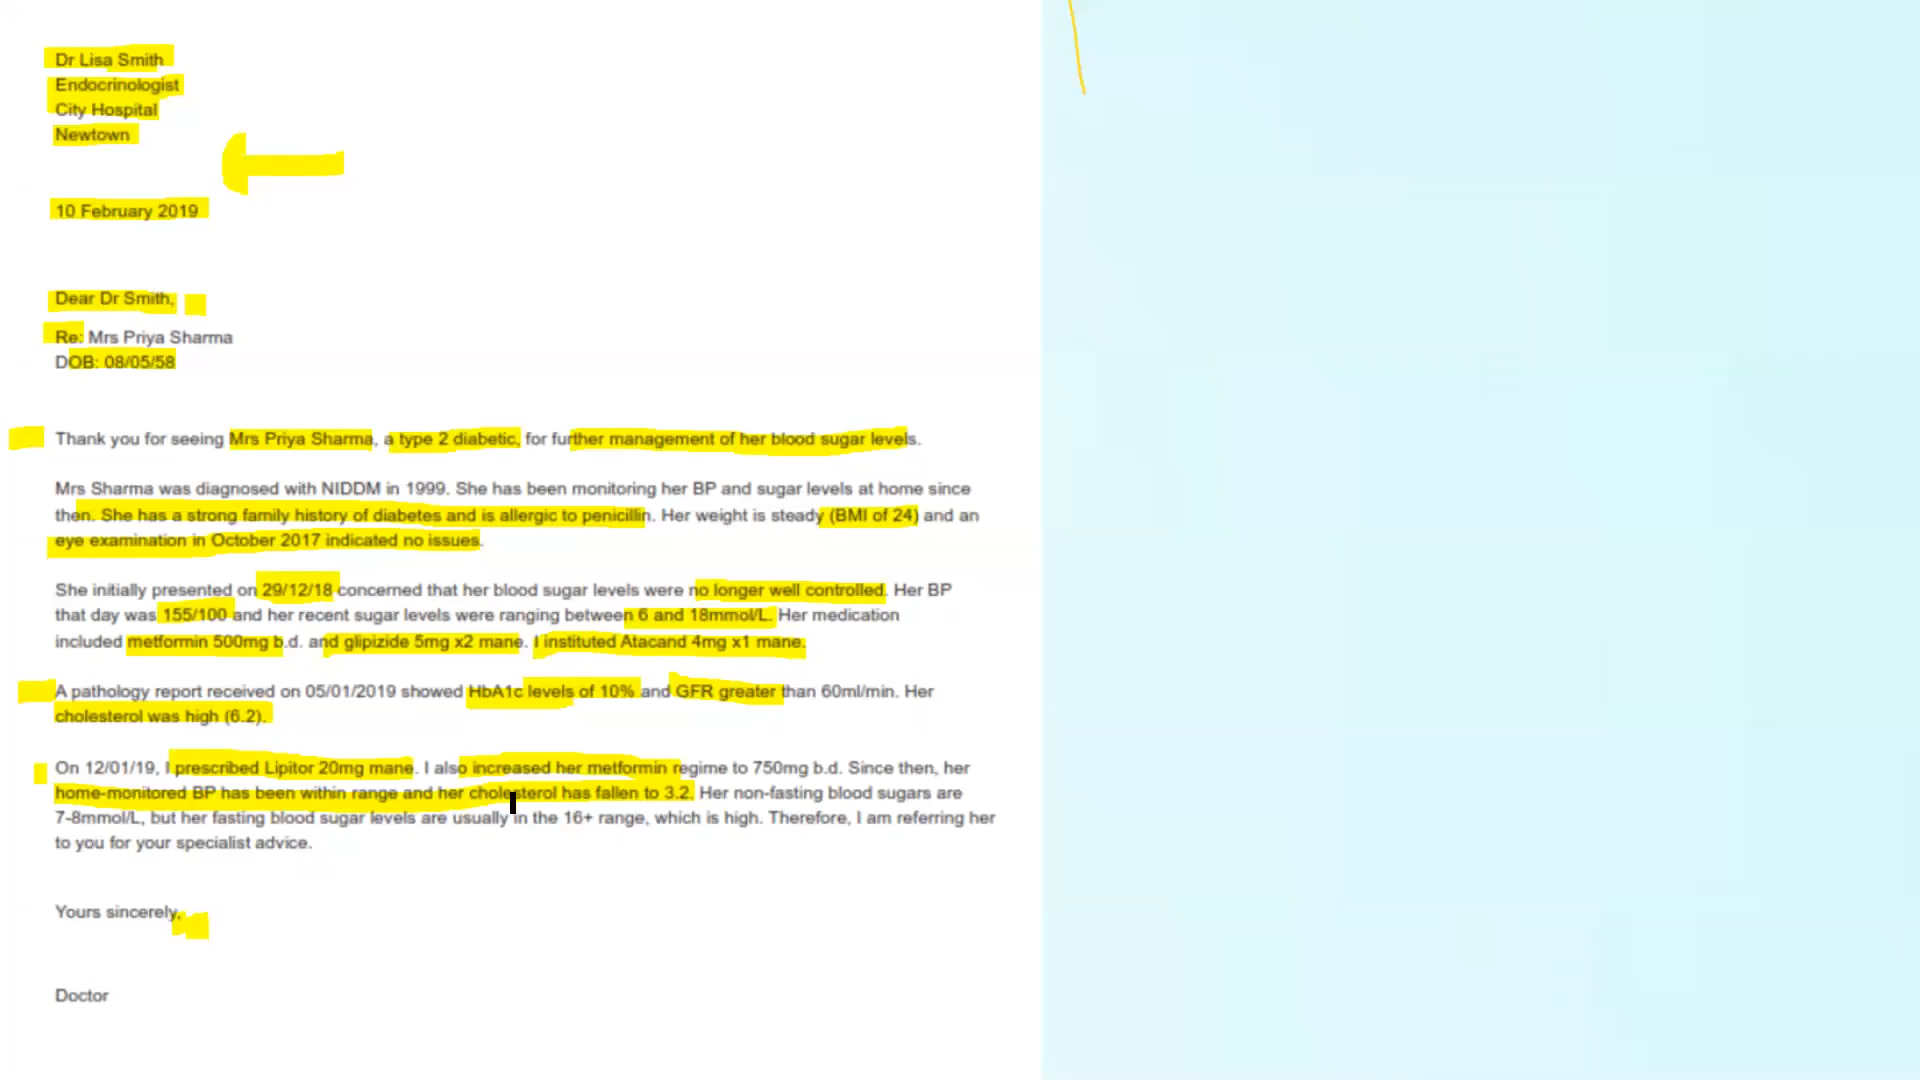 Dr Lisa Smith
Endocrinologist
City Hospital
Newtown
10 February 2019
Dear Dr Smith,
Re: Mrs Priya Sharma
DOB: 08/05/58
Thank you for seeing Mrs Priya Sharma, a type 2 diabetic, for further management of her blood sugar levels.
Mrs Sharma was diagnosed with NIDDM in 1999. She has been monitoring her BP and sugar levels at home since
then. She has a strong family history of diabetes and is allergic to penicillin. Her weight is steady (BMI of 24) and an
eye examination in October 2017 indicated no issues.
She initially presented on 29/12/18 concerned that her blood sugar levels were no longer well controlled. Her BP
that day was 155/100 and her recent sugar levels were ranging between 6 and 18mmol/L. Her medication
included metformin 500mg b.d. and glipizide 5mg x2 mane. I instituted Atacand 4mg x1 mane.
A pathology report received on 05/01/2019 showed HbA1c levels of 10% and GFR greater than 60ml/min. Her
cholesterol was high (6.2).
On 12/01/19, I prescribed Lipitor 20mg mane. I also increased her metformin regime to 750mg b.d. Since then, her
home-monitored BP has been within range and her cholesterol has fallen to 3.2. Her non-fasting blood sugars are
7-8mmol/L, but her fasting blood sugar levels are usually in the 16+ range, which is high. Therefore, I am referring her
to you for your specialist advice.
Yours sincerely,
Doctor